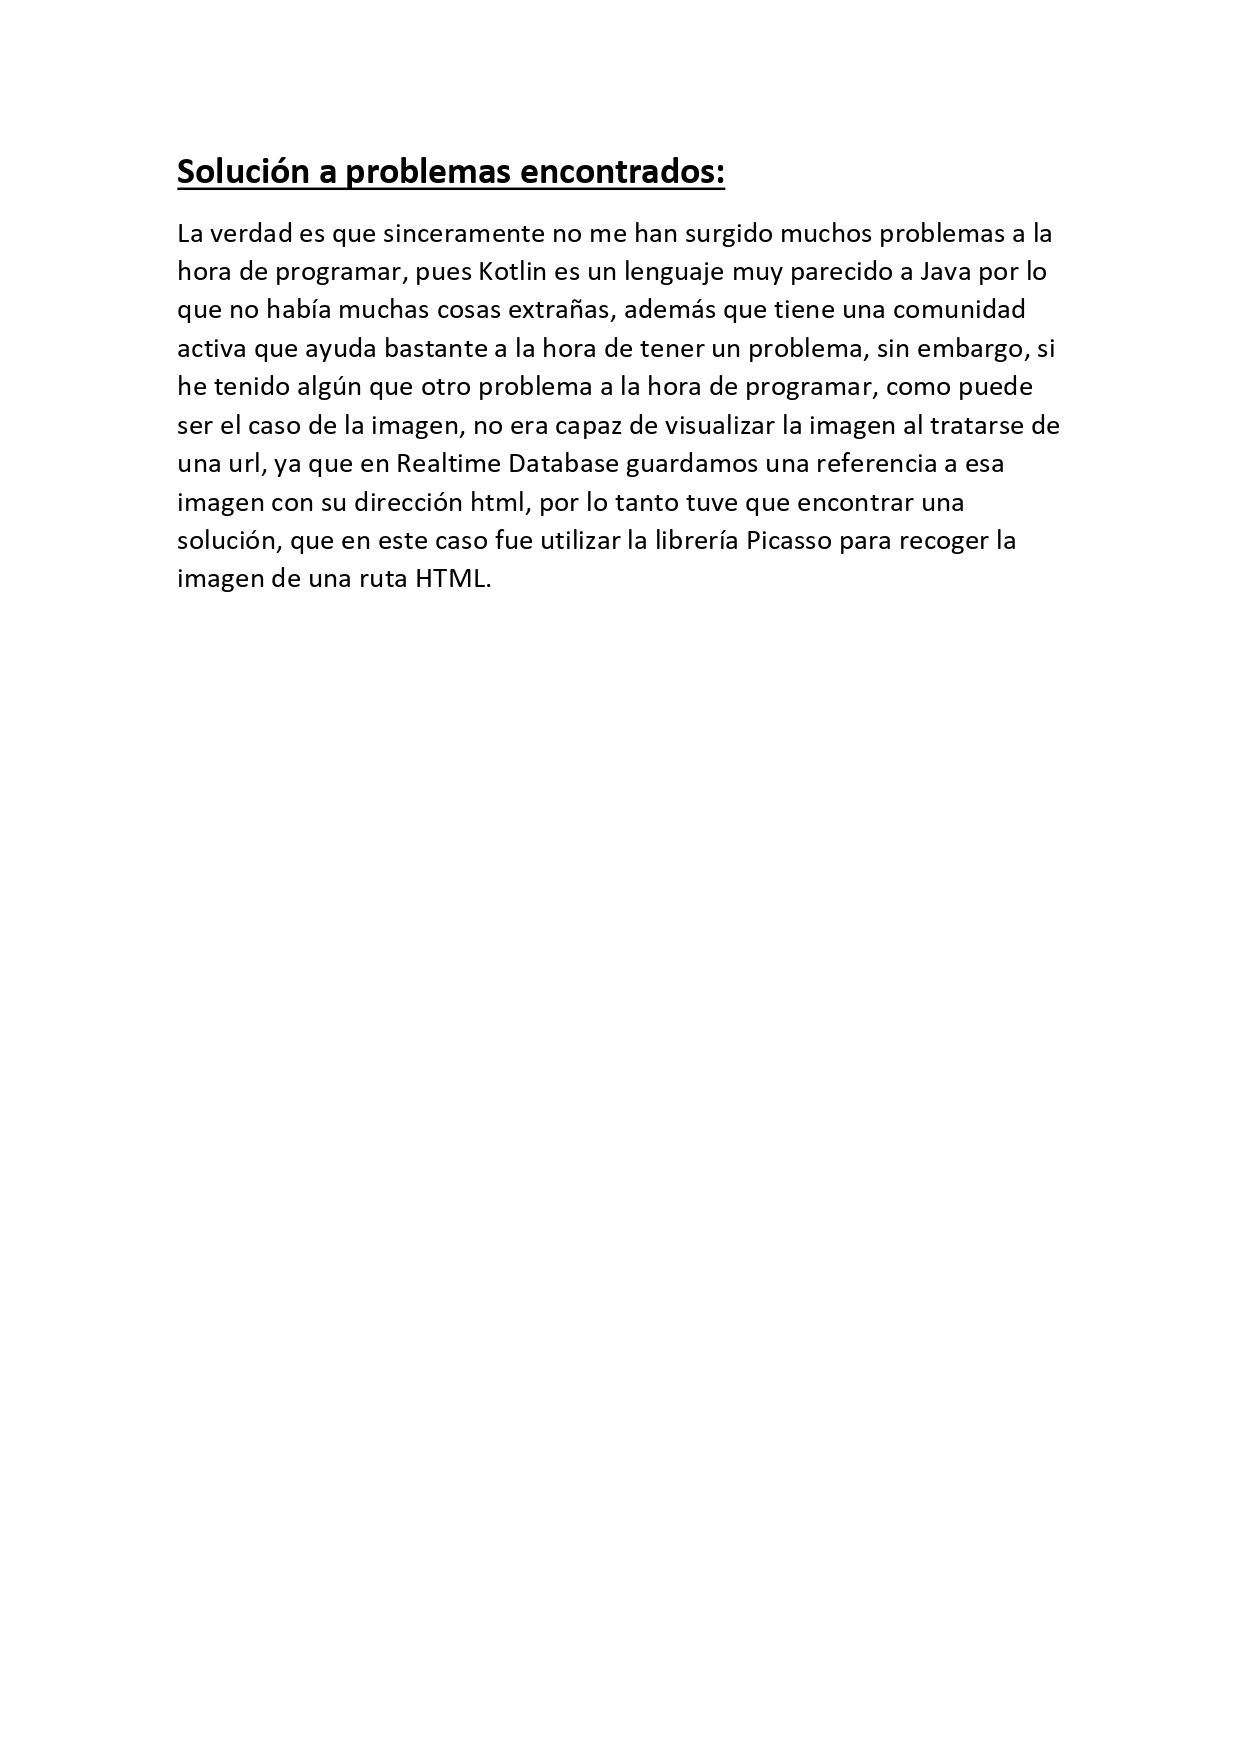 Solución a problemas encontrados:
La verdad es que sinceramente no me han surgido muchos problemas a la
hora de programar, pues Kotlin es un lenguaje muy parecido a Java por lo
que no había muchas cosas extrañas, además que tiene una comunidad
activa que ayuda bastante a la hora de tener un problema, sin embargo, si
he tenido algún que otro problema a la hora de programar, como puede
ser el caso de la imagen, no era capaz de visualizar la imagen al tratarse de
una url, ya que en Realtime Database guardamos una referencia a esa
imagen con su dirección html, por lo tanto tuve que encontrar una
solución, que en este caso fue utilizar la librería Picasso para recoger la
imagen de una ruta HTML.